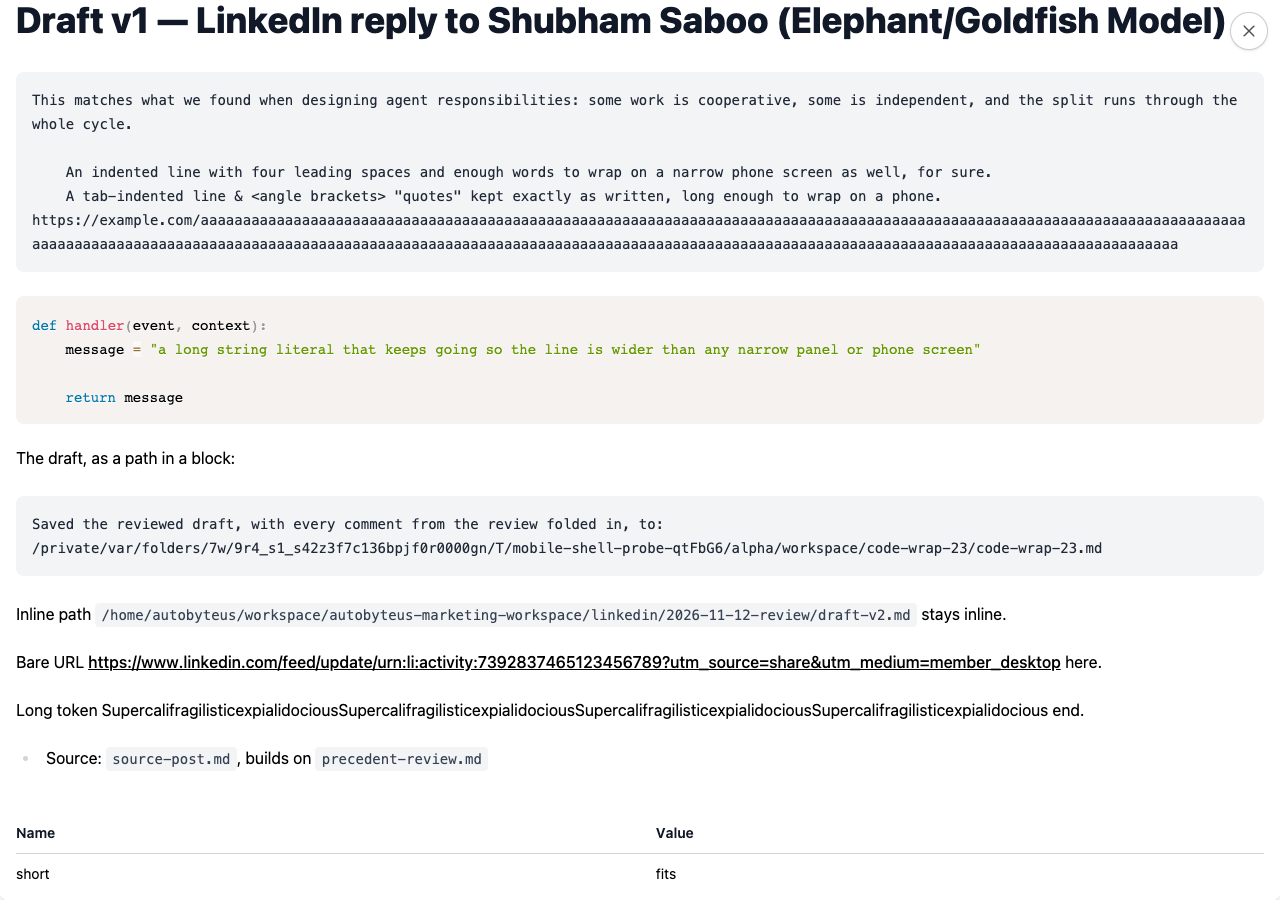 Draft v1 — LinkedIn reply to Shubham Saboo (Elephant/Goldfish Model)
This matches what we found when designing agent responsibilities: some work is cooperative, some is independent, and the split runs through the
whole cycle.
    An indented line with four leading spaces and enough words to wrap on a narrow phone screen as well, for sure.
    A tab-indented line & <angle brackets> "quotes" kept exactly as written, long enough to wrap on a phone.
def handler(event, context):
    message = "a long string literal that keeps going so the line is wider than any narrow panel or phone screen"
    return message
The draft, as a path in a block:
Saved the reviewed draft, with every comment from the review folded in, to:
/private/var/folders/7w/9r4_s1_s42z3f7c136bpjf0r0000gn/T/mobile-shell-probe-qtFbG6/alpha/workspace/code-wrap-23/code-wrap-23.md
Inline path /home/autobyteus/workspace/autobyteus-marketing-workspace/linkedin/2026-11-12-review/draft-v2.md stays inline.
Bare URL https://www.linkedin.com/feed/update/urn:li:activity:7392837465123456789?utm_source=share&utm_medium=member_desktop here.
Long token SupercalifragilisticexpialidociousSupercalifragilisticexpialidociousSupercalifragilisticexpialidociousSupercalifragilisticexpialidocious end.
• Source: source-post.md, builds on precedent-review.md
Name Value
short fits